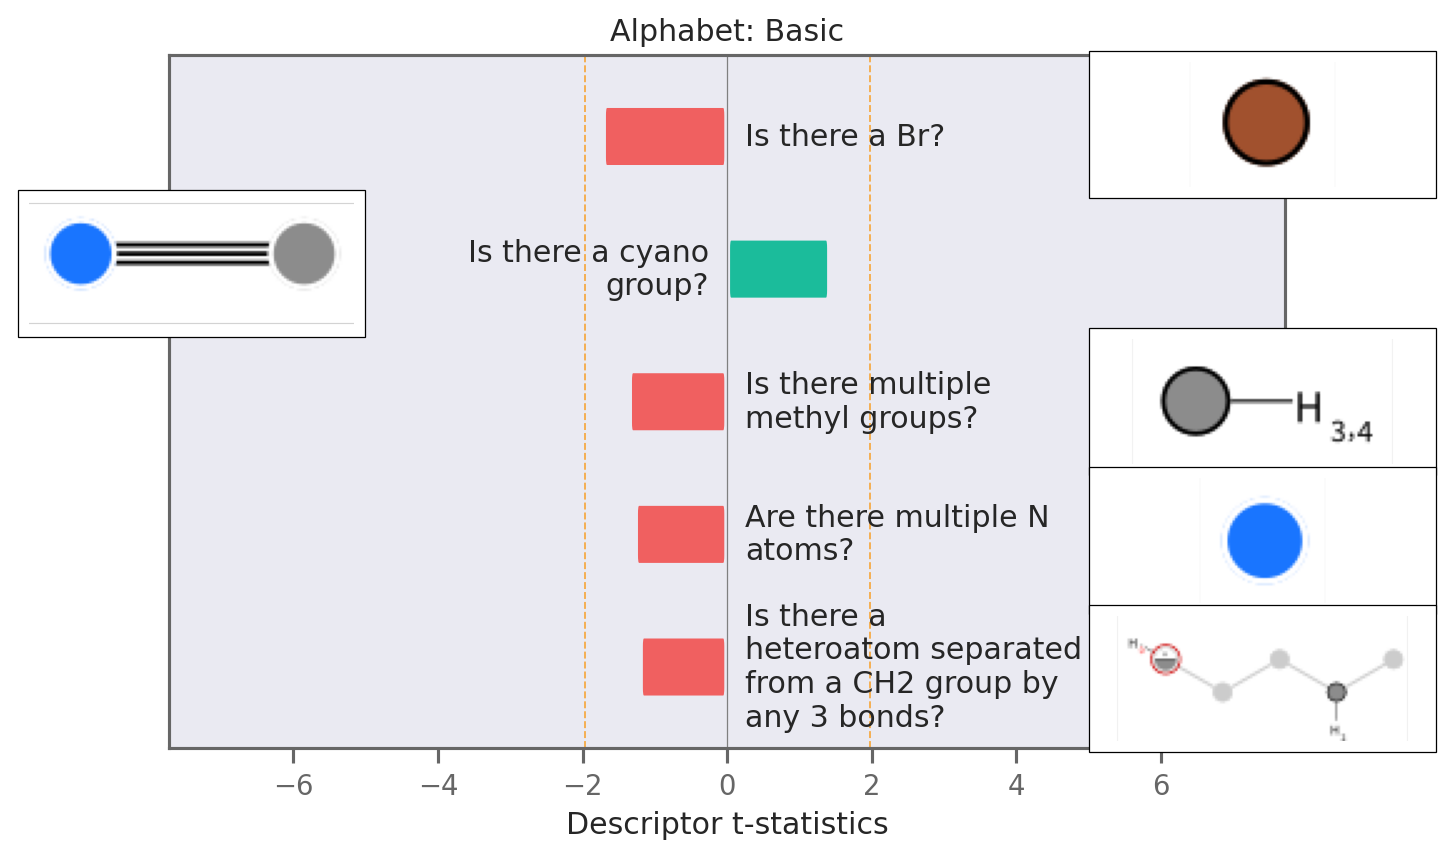 Alphabet: Basic
Is there a Br?
Is there a cyano
group?
Is there multiple
methyl groups?
H 3,4
Are there multiple N
atoms?
Is there a
heteroatom separated
from a CH2 group by
any 3 bonds?
H
H1
−6 −4 −2 0 2 4 6
Descriptor t-statistics